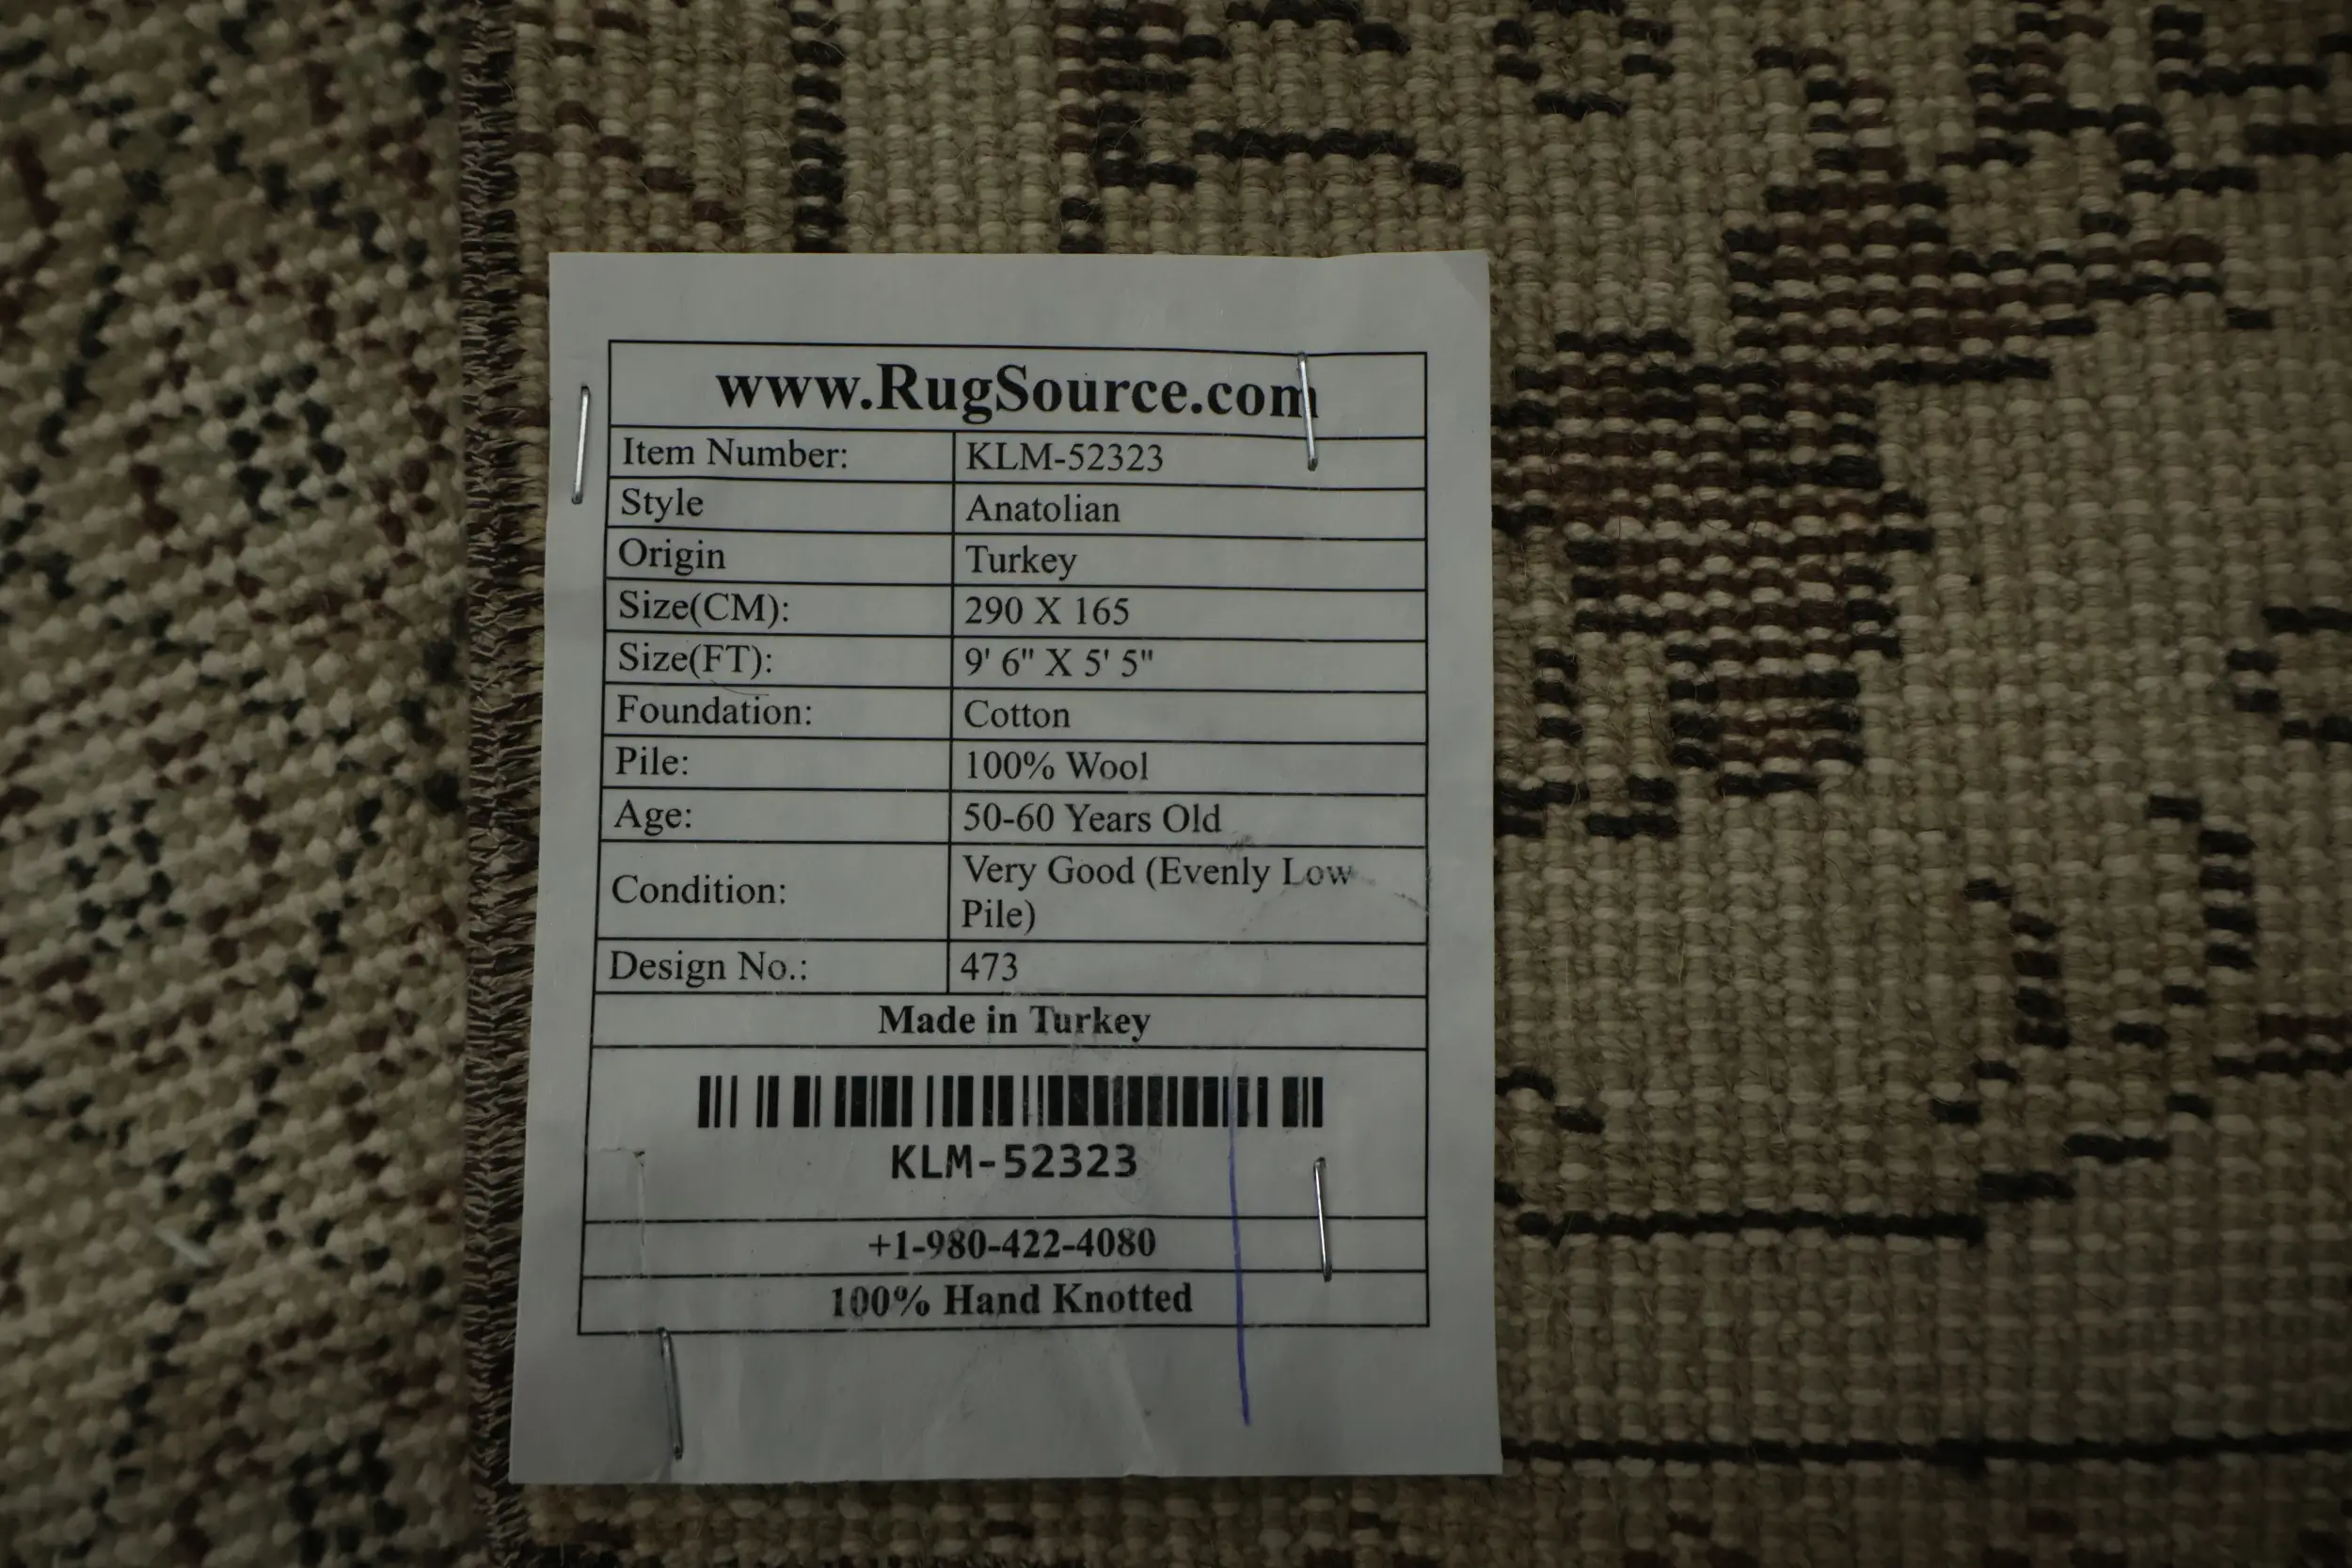 www.RugSource.com
Item Number: KLM-52323
Style Anatolian
Origin Turkey
Size(CM): 290 X 165
Size(FT): 9' 6" X 5' 5"
Foundation: Cotton
Pile: 100% Wool
Age: 50-60 Years Old
Condition: Very Good (Evenly Low
Pile)
Design No.: 473
Made in Turkey
KLM-52323
+1-980-422-4080
100% Hand Knotted